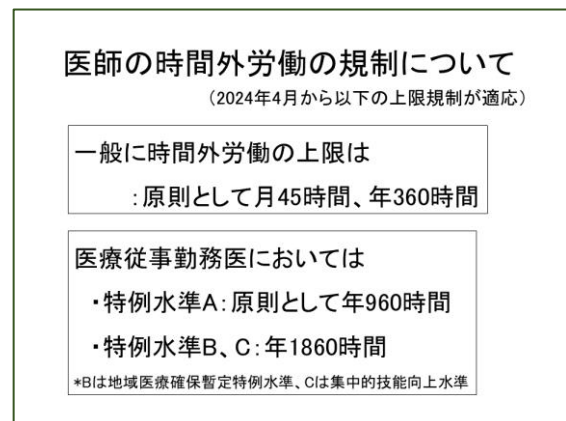 医師の時間外労働の規制について
(2024年4月から以下の上限規制が適応)
一般に時間外労働の上限は
:原則として月45時間、年360時間
医療従事勤務医においては
・特例水準A:原則として年960時間
・特例水準B、C:年1860時間
*Bは地域医療確保暫定特例水準、Cは集中的技能向上水準